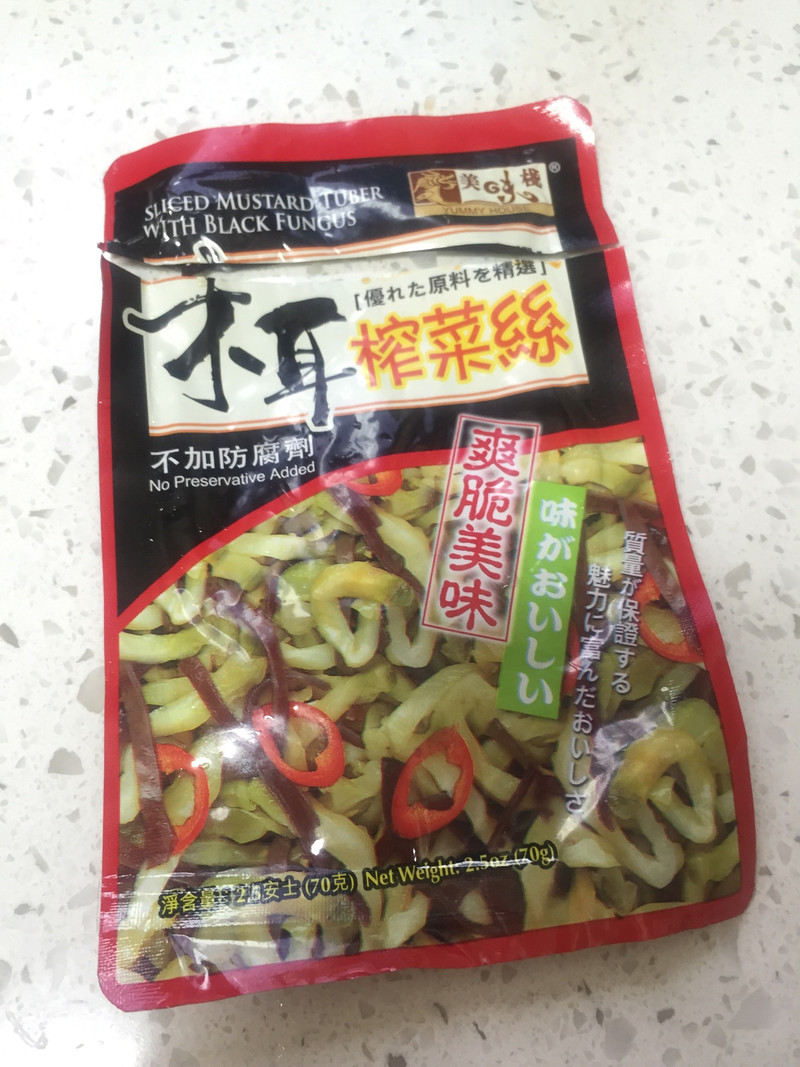 SLICED MUSTARD TUBER
WITH BLACK FUNGUS
美味棧®
YUMMY HOUSE
[優れた原料を精選]
木耳
榨菜絲
不加防腐劑
No Preservative Added
爽脆美味
味がおいしい
質量が保證する
魅力に富んだおいしさ
淨含量：2.5安士 (70克) Net Weight: 2.5oz (70g)